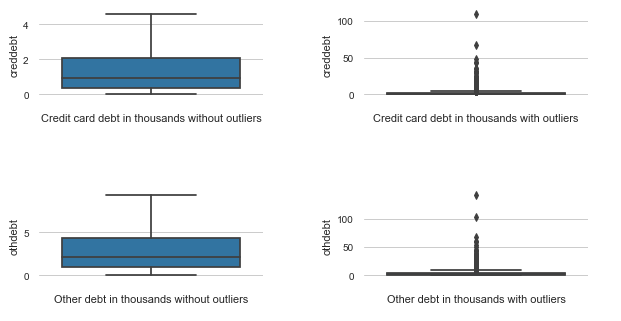 creddebt
4
2
0
Credit card debt in thousands without outliers
creddebt
100
50
0
Credit card debt in thousands with outliers
othdebt
5
0
Other debt in thousands without outliers
othdebt
100
50
0
Other debt in thousands with outliers